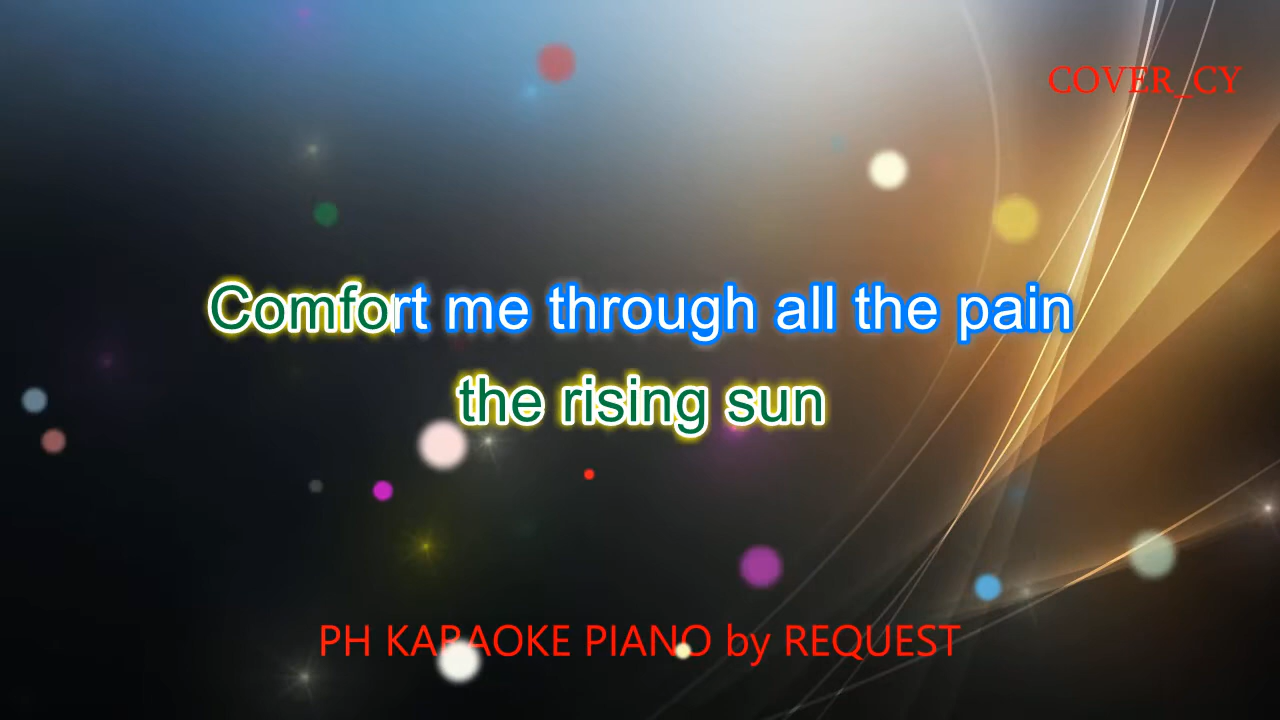 COVER_CY
Comfort me through all the pain
the rising sun
PH KARAOKE PIANO by REQUEST